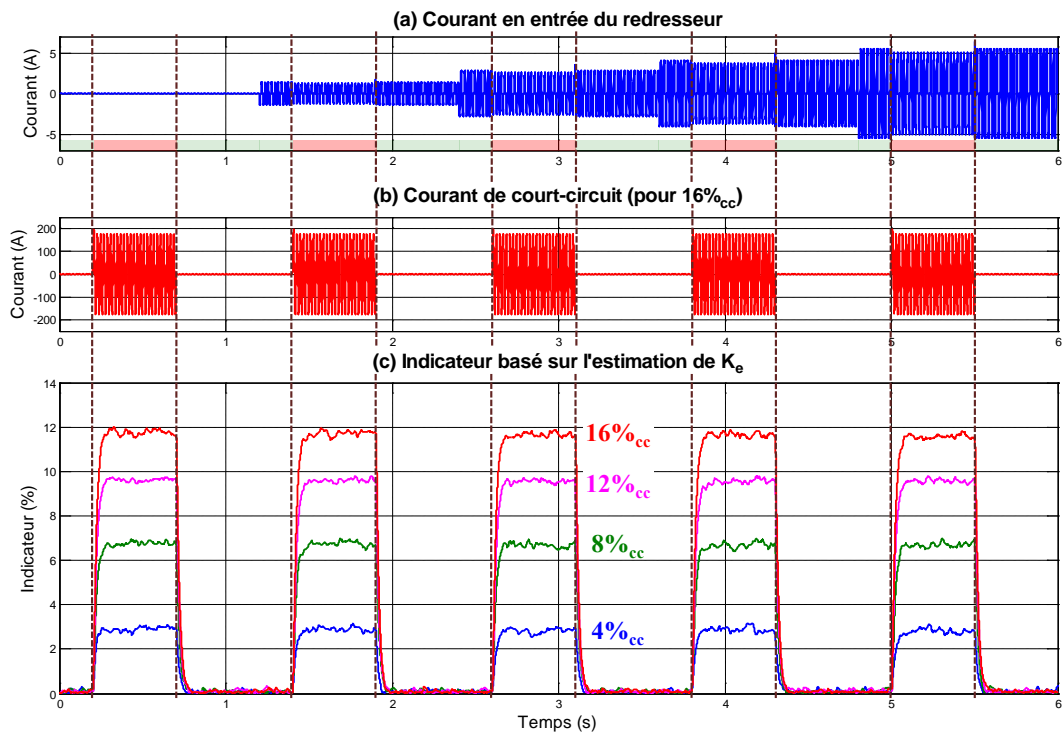 (a) Courant en entrée du redresseur
Courant (A)
5
0
-5
0 1 2 3 4 5 6
(b) Courant de court-circuit (pour 16%cc)
Courant (A)
200
100
0
-100
-200
0 1 2 3 4 5 6
(c) Indicateur basé sur l'estimation de Ke
Indicateur (%)
14
12
10
8
6
4
2
0
16%cc
12%cc
8%cc
4%cc
0 1 2 3 4 5 6
Temps (s)